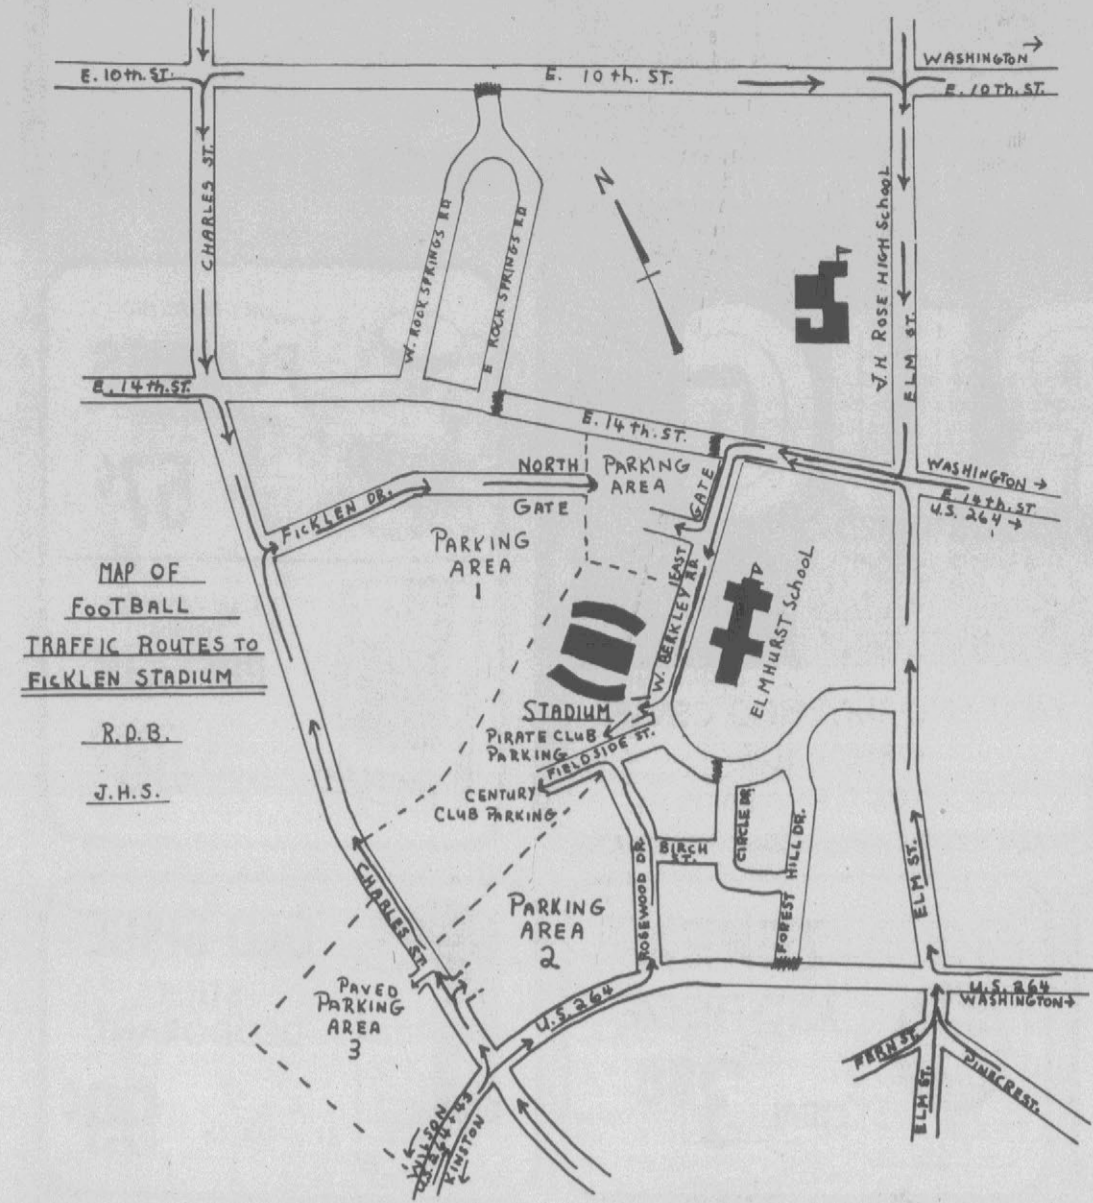 WASHINGTON →
E. 10th. ST.
E. 10th. ST.
E. 10th. ST.
CHARLES ST.
W. ROCK SPRINGS RD
E ROCK SPRINGS RD
N
J.H. ROSE HIGH School
ELM ST.
E. 14th. ST.
E. 14th. ST.
WASHINGTON →
E 14th. ST
U.S. 264 →
NORTH
GATE
PARKING
AREA
GATE
EAST
FICKLEN DR.
PARKING
AREA
1
MAP OF
FOOTBALL
TRAFFIC ROUTES TO
FICKLEN STADIUM
R.D.B.
J.H.S.
W. BERKLEY RD.
ELMHURST School
STADIUM
PIRATE CLUB
PARKING
FIELDSIDE ST.
CENTURY
CLUB PARKING
CIRCLE DR.
BIRCH
ST.
FOREST HILL DR.
ROSEWOOD DR.
ELM ST.
CHARLES ST.
PARKING
AREA
2
PAVED
PARKING
AREA
3
U.S. 264
U.S. 264
WASHINGTON→
FERN ST.
ELM ST.
PINECREST.
← WILSON
U.S. 264 + 43
KINSTON